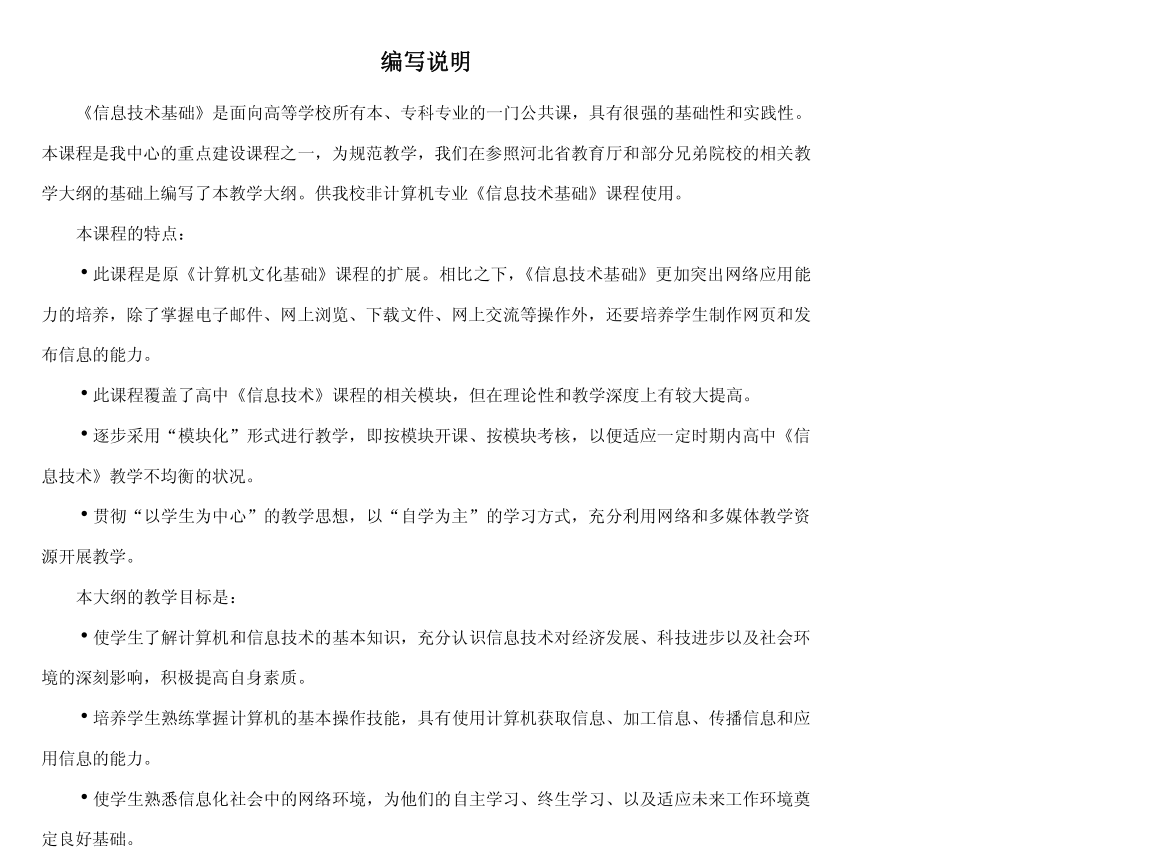 编写说明
《信息技术基础》是面向高等学校所有本、专科专业的一门公共课，具有很强的基础性和实践性。
本课程是我中心的重点建设课程之一，为规范教学，我们在参照河北省教育厅和部分兄弟院校的相关教
学大纲的基础上编写了本教学大纲。供我校非计算机专业《信息技术基础》课程使用。
本课程的特点：
•此课程是原《计算机文化基础》课程的扩展。相比之下，《信息技术基础》更加突出网络应用能
力的培养，除了掌握电子邮件、网上浏览、下载文件、网上交流等操作外，还要培养学生制作网页和发
布信息的能力。
•此课程覆盖了高中《信息技术》课程的相关模块，但在理论性和教学深度上有较大提高。
•逐步采用“模块化”形式进行教学，即按模块开课、按模块考核，以便适应一定时期内高中《信
息技术》教学不均衡的状况。
•贯彻“以学生为中心”的教学思想，以“自学为主”的学习方式，充分利用网络和多媒体教学资
源开展教学。
本大纲的教学目标是：
•使学生了解计算机和信息技术的基本知识，充分认识信息技术对经济发展、科技进步以及社会环
境的深刻影响，积极提高自身素质。
•培养学生熟练掌握计算机的基本操作技能，具有使用计算机获取信息、加工信息、传播信息和应
用信息的能力。
•使学生熟悉信息化社会中的网络环境，为他们的自主学习、终生学习、以及适应未来工作环境奠
定良好基础。